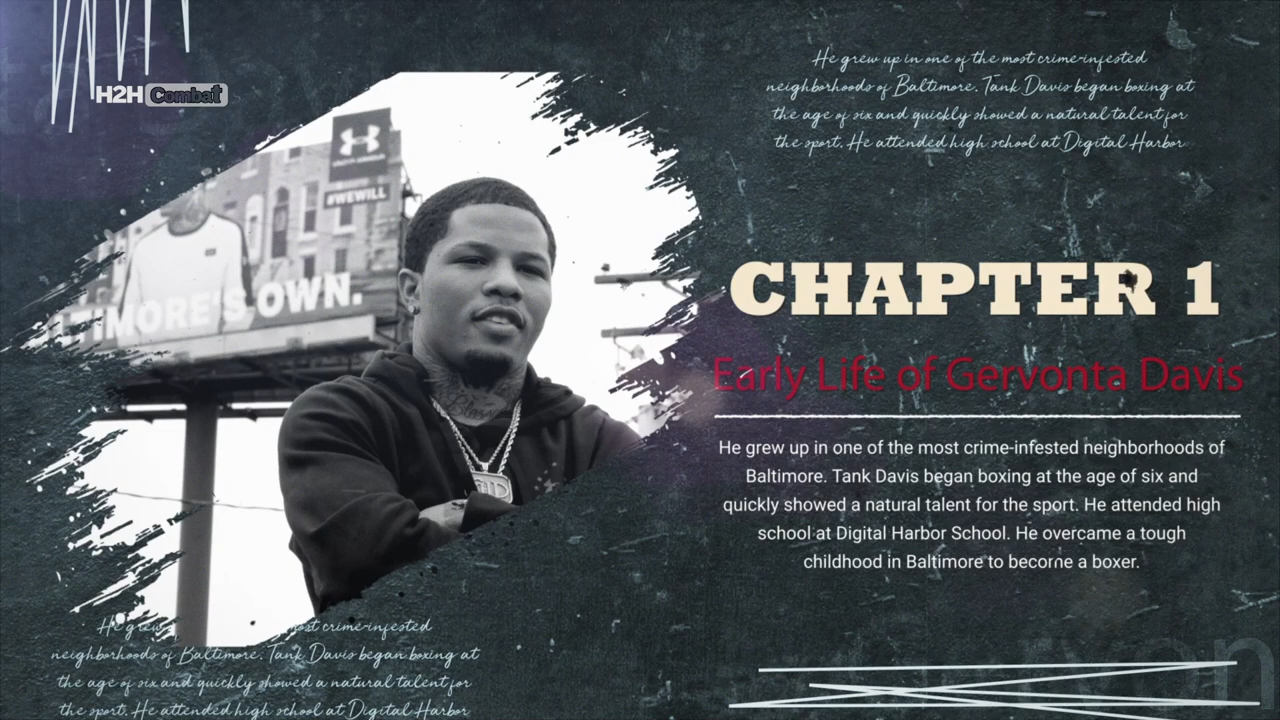 H2H Combat
He grew up in one of the most crime-infested
neighborhoods of Baltimore. Tank Davis began boxing at
the age of six and quickly showed a natural talent for
the sport. He attended high school at Digital Harbor
UNDER ARMOUR
#WEWILL
TIMORE'S OWN.
CHAPTER 1
Early Life of Gervonta Davis
He grew up in one of the most crime-infested neighborhoods of
Baltimore. Tank Davis began boxing at the age of six and
quickly showed a natural talent for the sport. He attended high
school at Digital Harbor School. He overcame a tough
childhood in Baltimore to become a boxer.
He grew most crime-infested
neighborhoods of Baltimore. Tank Davis began boxing at
the age of six and quickly showed a natural talent for
the sport. He attended high school at Digital Harbor